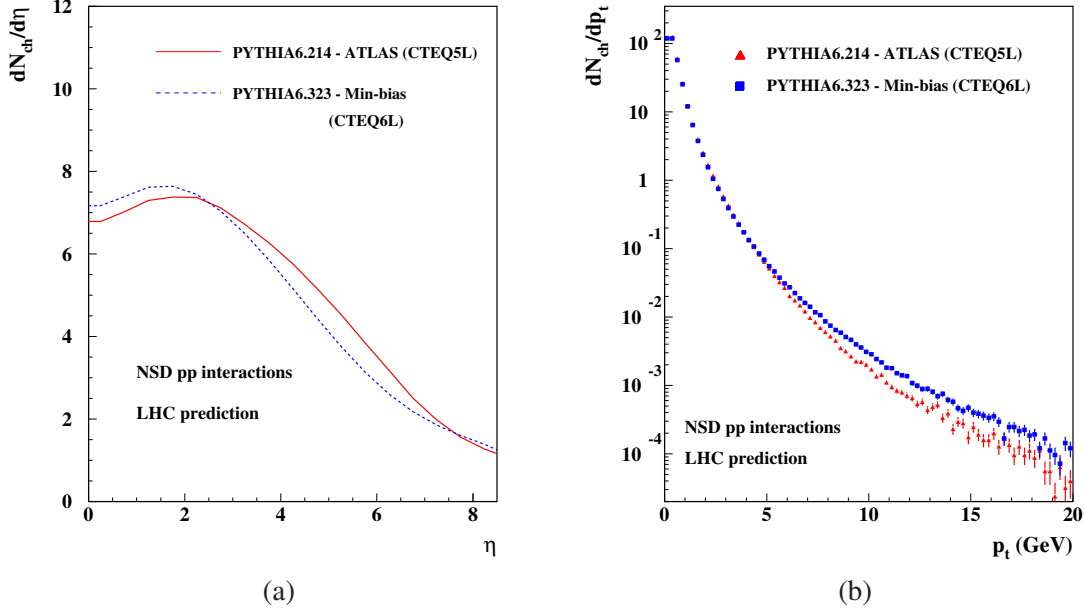 dN_ch/dη
12
10
8
6
4
2
0
PYTHIA6.214 - ATLAS (CTEQ5L)
PYTHIA6.323 - Min-bias
(CTEQ6L)
NSD pp interactions
LHC prediction
0 2 4 6 8
η
(a)
dN_ch/dp_t
10^2
10
1
10^-1
10^-2
10^-3
10^-4
PYTHIA6.214 - ATLAS (CTEQ5L)
PYTHIA6.323 - Min-bias (CTEQ6L)
NSD pp interactions
LHC prediction
0 5 10 15 20
p_t (GeV)
(b)